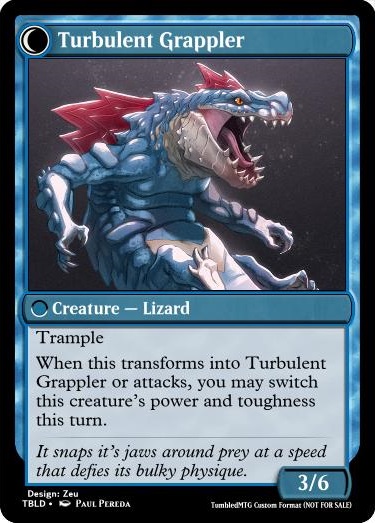 Turbulent Grappler
Creature — Lizard
Trample
When this transforms into Turbulent
Grappler or attacks, you may switch
this creature's power and toughness
this turn.
It snaps it's jaws around prey at a speed
that defies its bulky physique.
3/6
Design: Zeu
TBLD • Paul Pereda
TumbledMTG Custom Format (NOT FOR SALE)